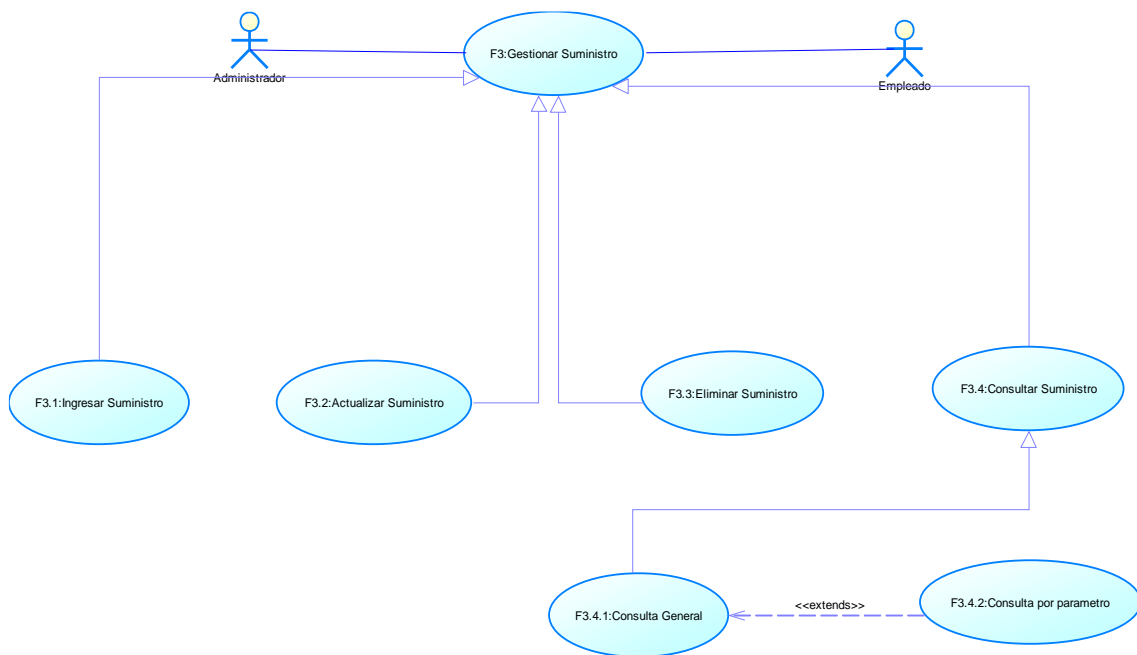 F3:Gestionar Suministro
Administrador
Empleado
F3.1:Ingresar Suministro
F3.2:Actualizar Suministro
F3.3:Eliminar Suministro
F3.4:Consultar Suministro
F3.4.1:Consulta General
<<extends>>
F3.4.2:Consulta por parametro